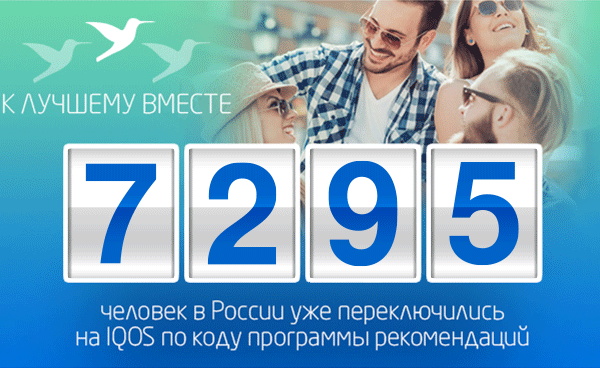 К ЛУЧШЕМУ ВМЕСТЕ
7295
человек в России уже переключились
на IQOS по коду программы рекомендаций